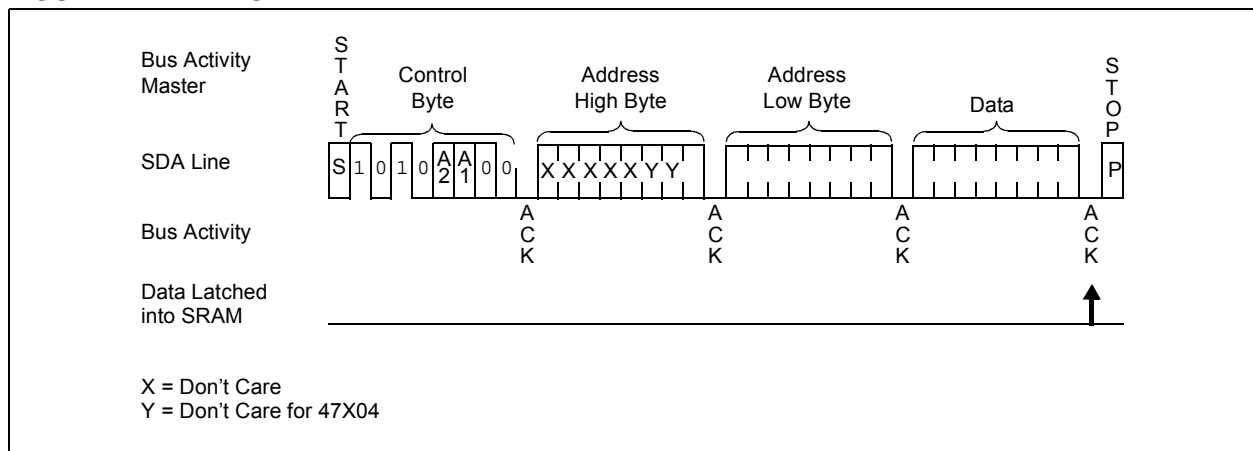 Bus Activity
Master
START
Control
Byte
Address
High Byte
Address
Low Byte
Data
STOP
SDA Line
S 1 0 1 0 A2 A1 0 0
X X X X X Y Y
P
Bus Activity
ACK
ACK
ACK
ACK
Data Latched
into SRAM
X = Don't Care
Y = Don't Care for 47X04